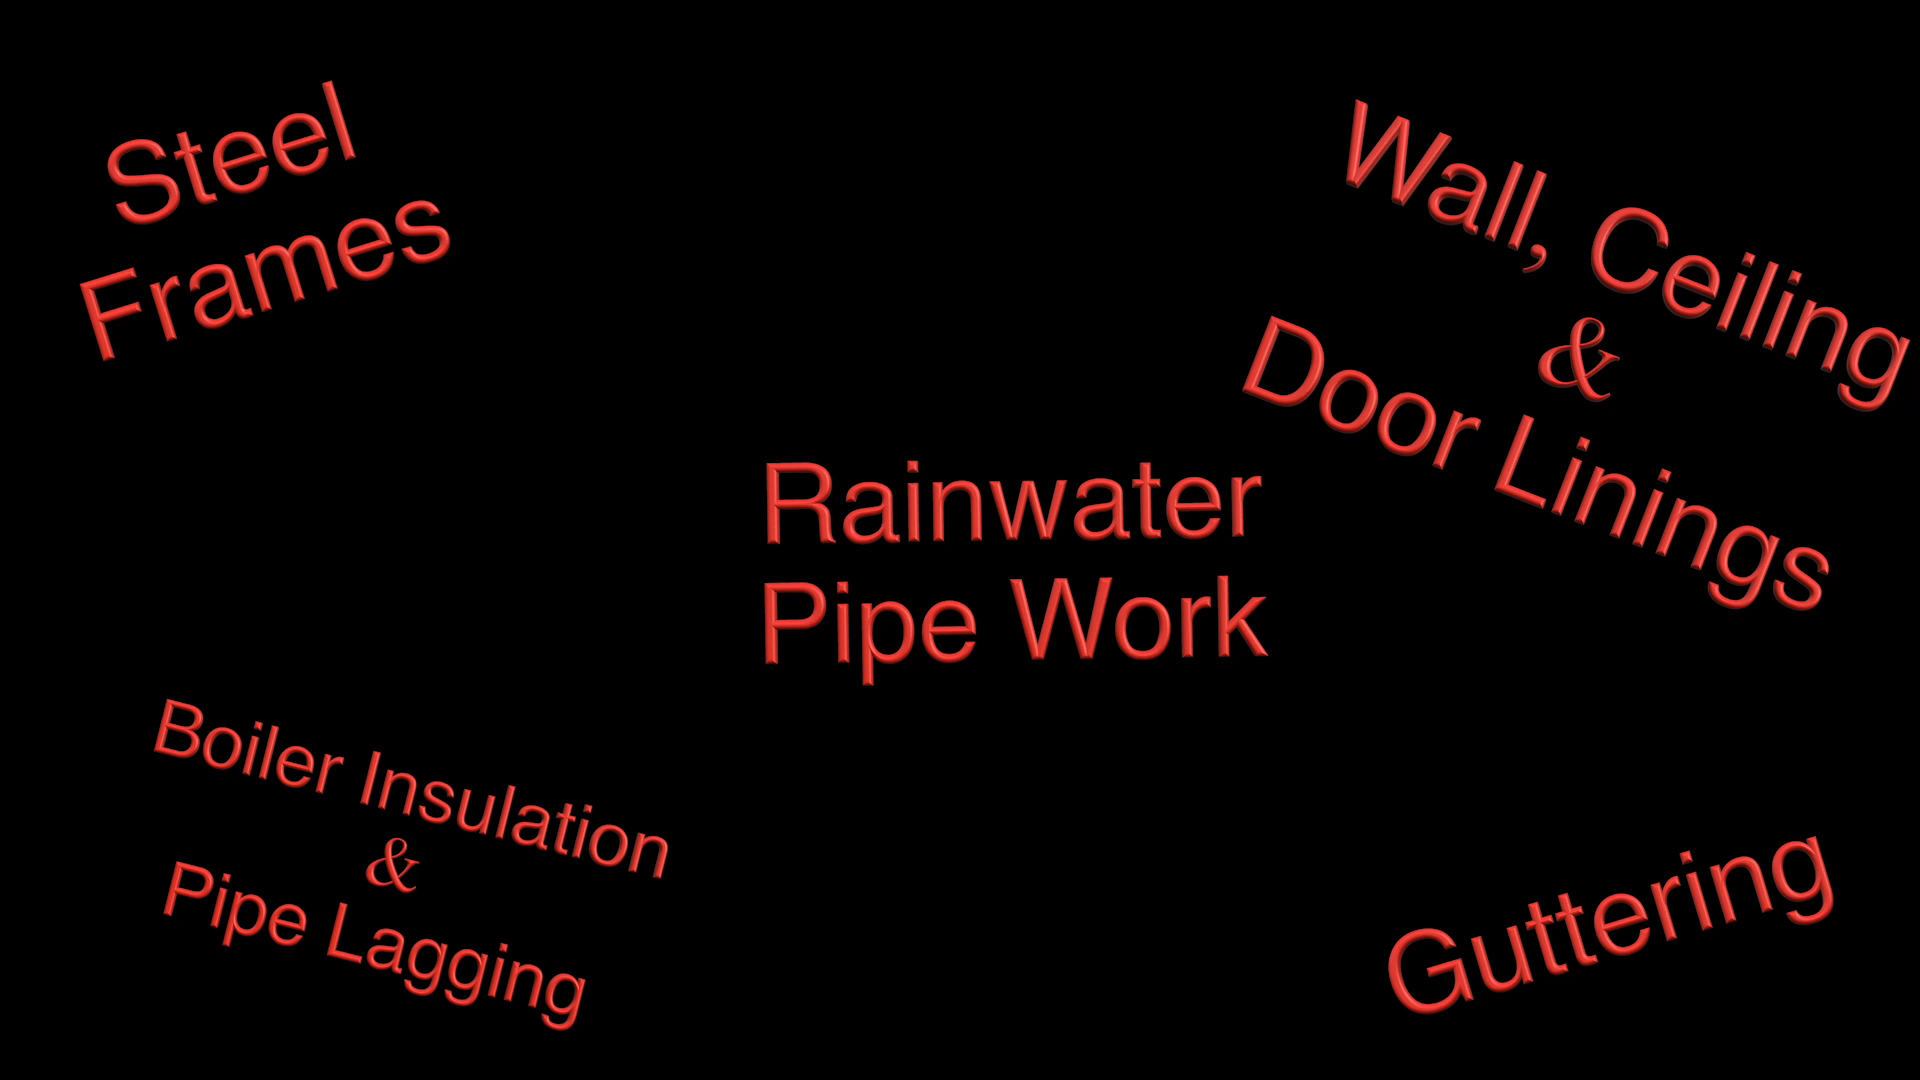 Steel
Frames
Wall, Ceiling
&
Door Linings
Rainwater
Pipe Work
Boiler Insulation
&
Pipe Lagging
Guttering